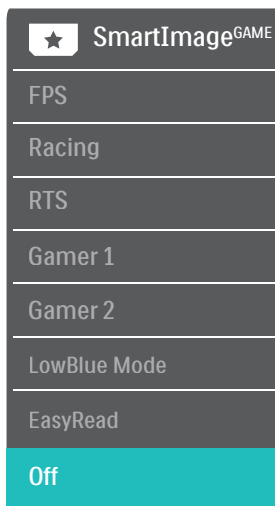 SmartImageGAME
FPS
Racing
RTS
Gamer 1
Gamer 2
LowBlue Mode
EasyRead
Off